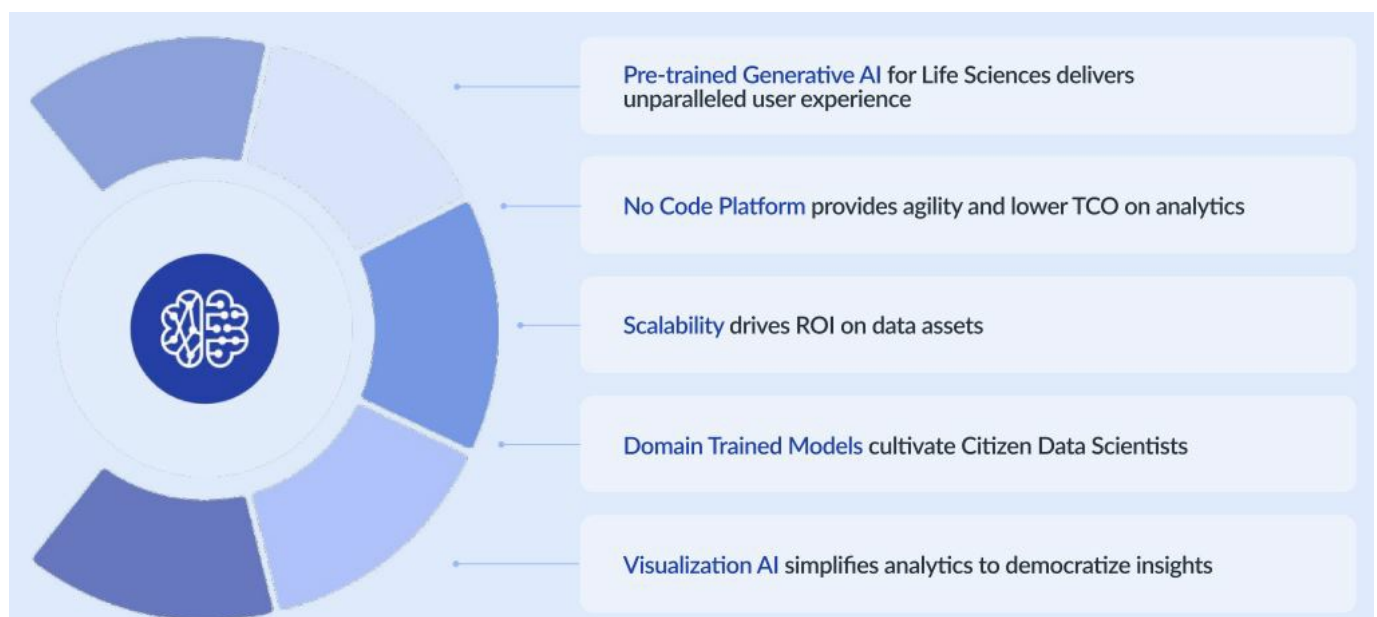 Pre-trained Generative AI for Life Sciences delivers
unparalleled user experience
No Code Platform provides agility and lower TCO on analytics
Scalability drives ROI on data assets
Domain Trained Models cultivate Citizen Data Scientists
Visualization AI simplifies analytics to democratize insights